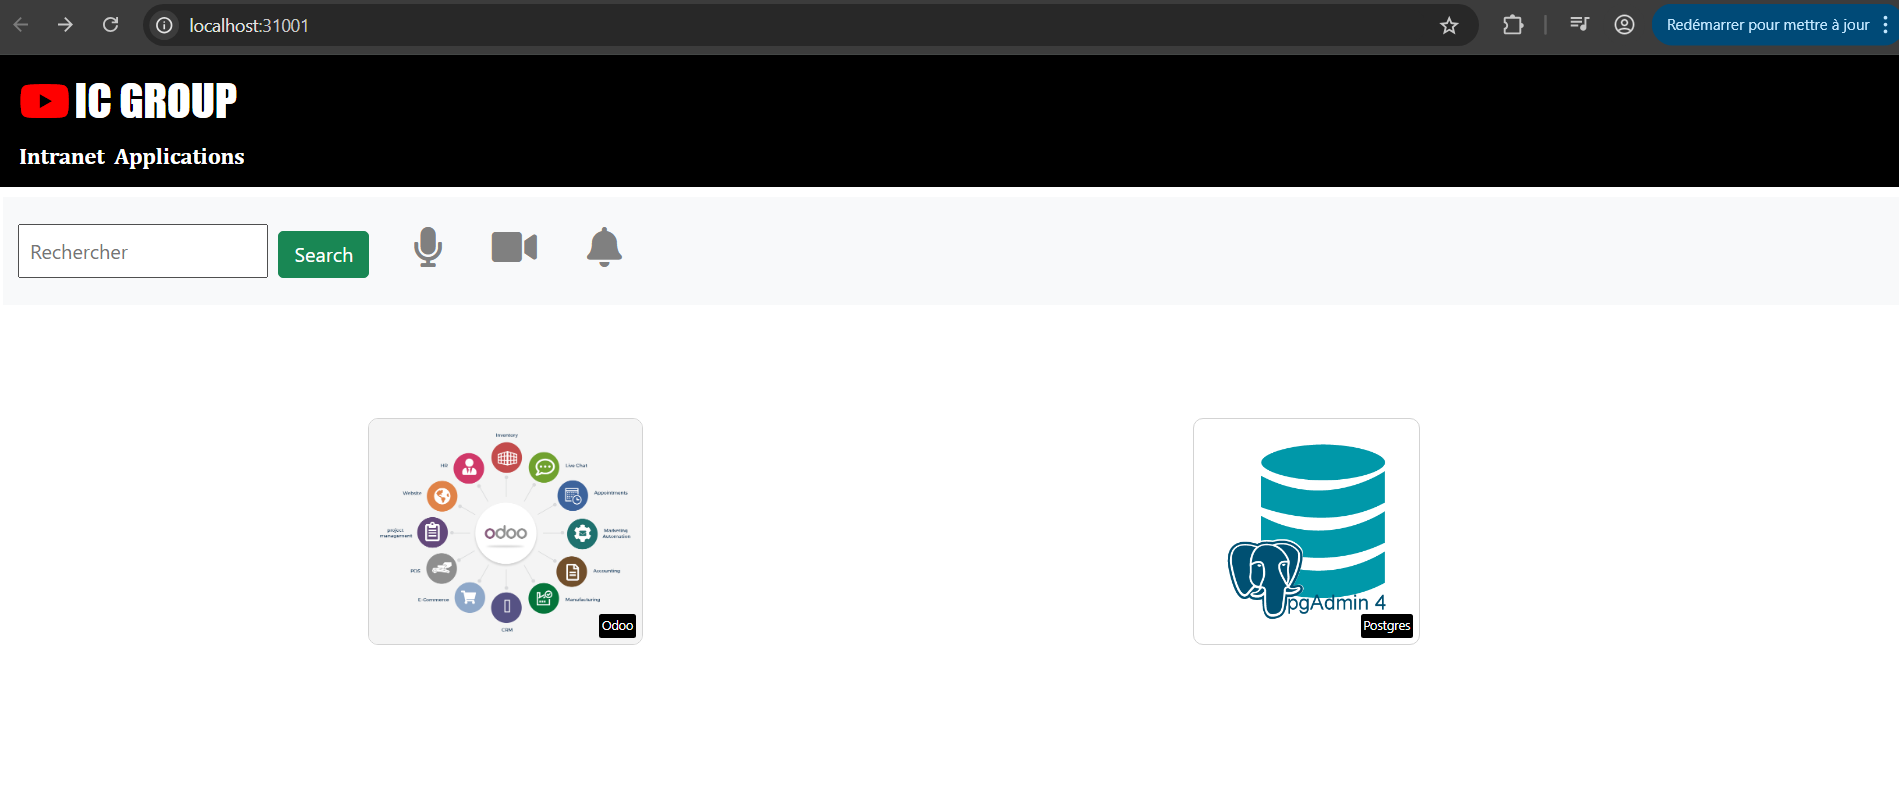 localhost:31001
Redémarrer pour mettre à jour
IC GROUP
Intranet Applications
Rechercher
Search
Inventory
HR
Live Chat
Website
Appointments
project
management
odoo
Marketing
Automation
POS
Accounting
E-Commerce
Manufacturing
CRM
Odoo
pgAdmin 4
Postgres